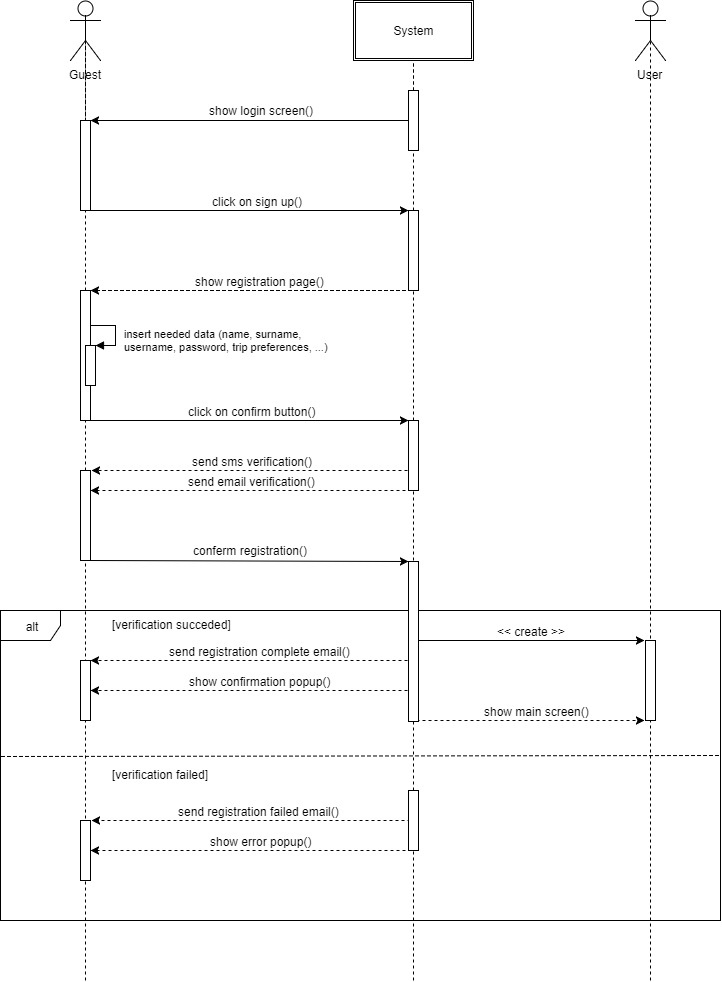 System
Guest
User
show login screen()
click on sign up()
show registration page()
insert needed data (name, surname,
username, password, trip preferences, ...)
click on confirm button()
send sms verification()
send email verification()
conferm registration()
alt
[verification succeded]
<< create >>
send registration complete email()
show confirmation popup()
show main screen()
[verification failed]
send registration failed email()
show error popup()